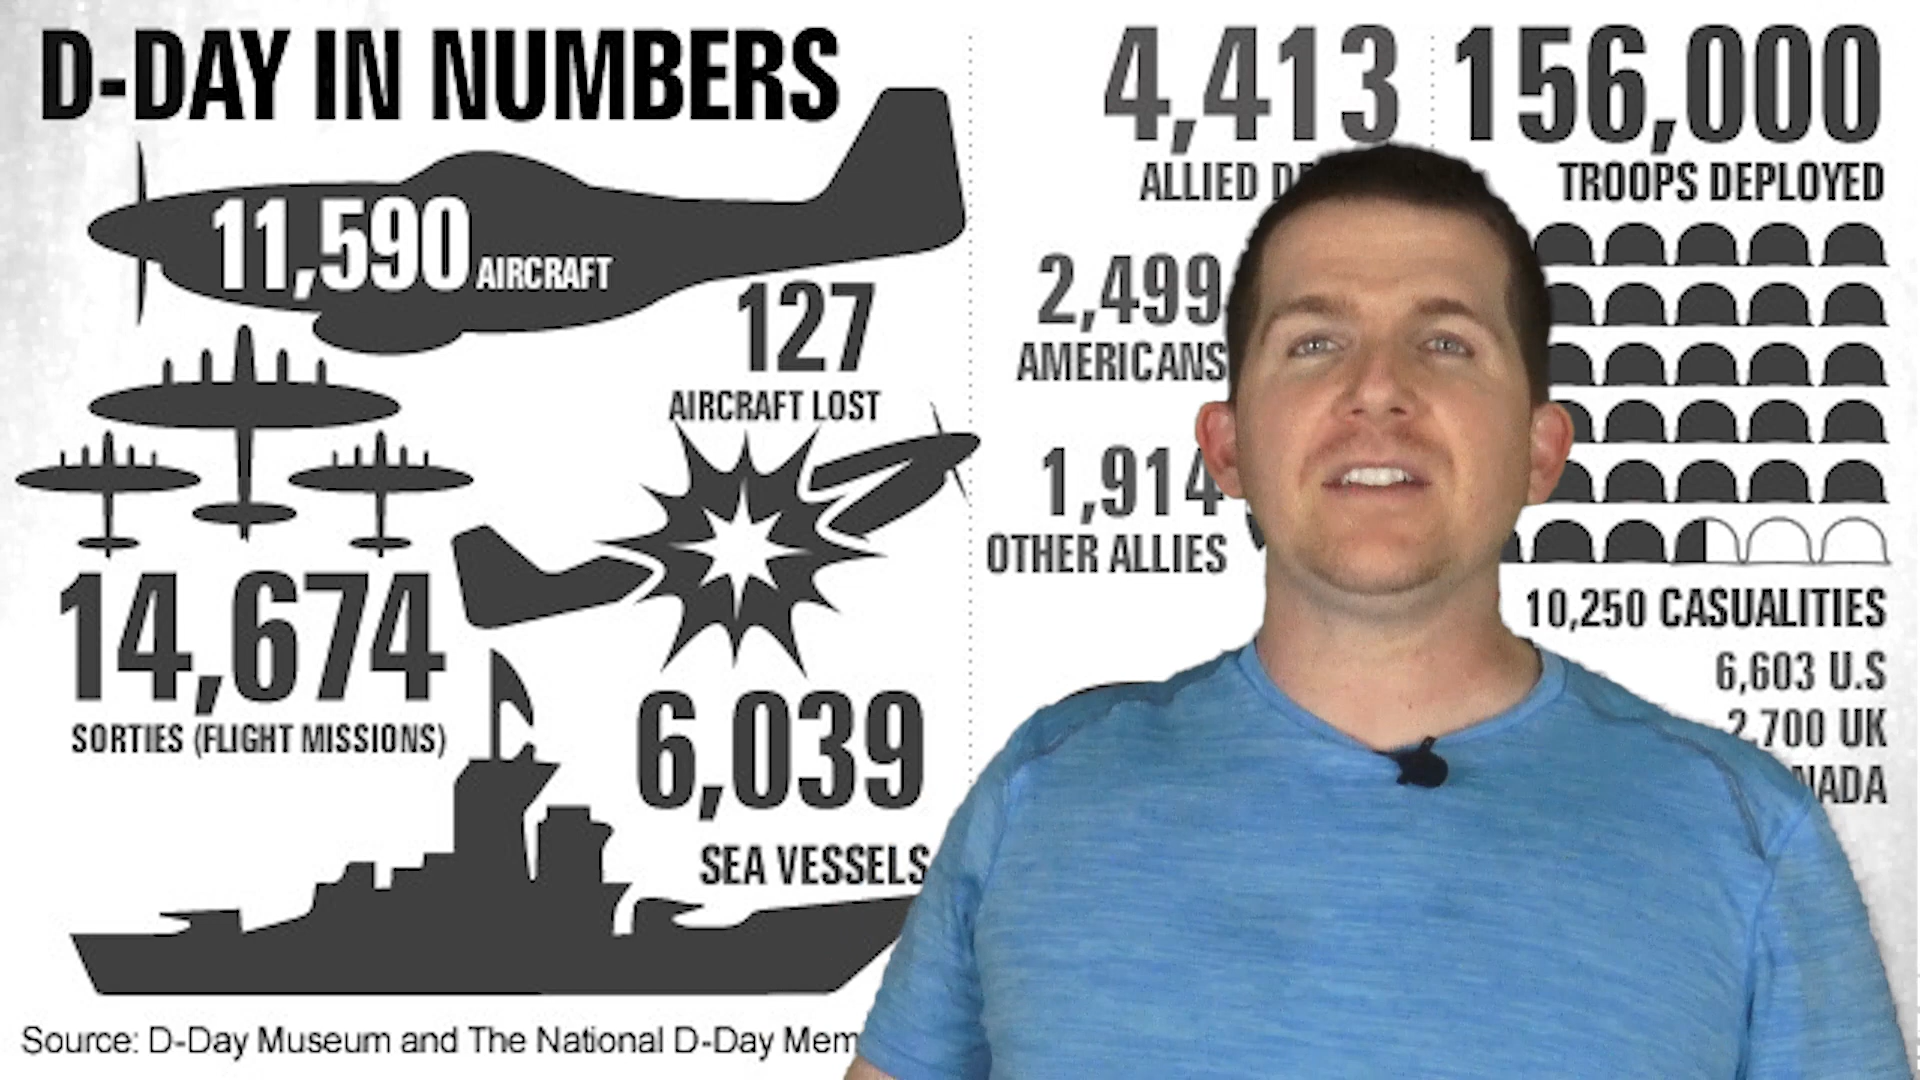 D-DAY IN NUMBERS
11,590 AIRCRAFT
127
AIRCRAFT LOST
14,674
SORTIES (FLIGHT MISSIONS)
6,039
SEA VESSELS
Source: D-Day Museum and The National D-Day
4,413
ALLIED
2,499
AMERICANS
1,914
OTHER ALLIES
156,000
TROOPS DEPLOYED
10,250 CASUALITIES
6,603 U.S
2,700 UK